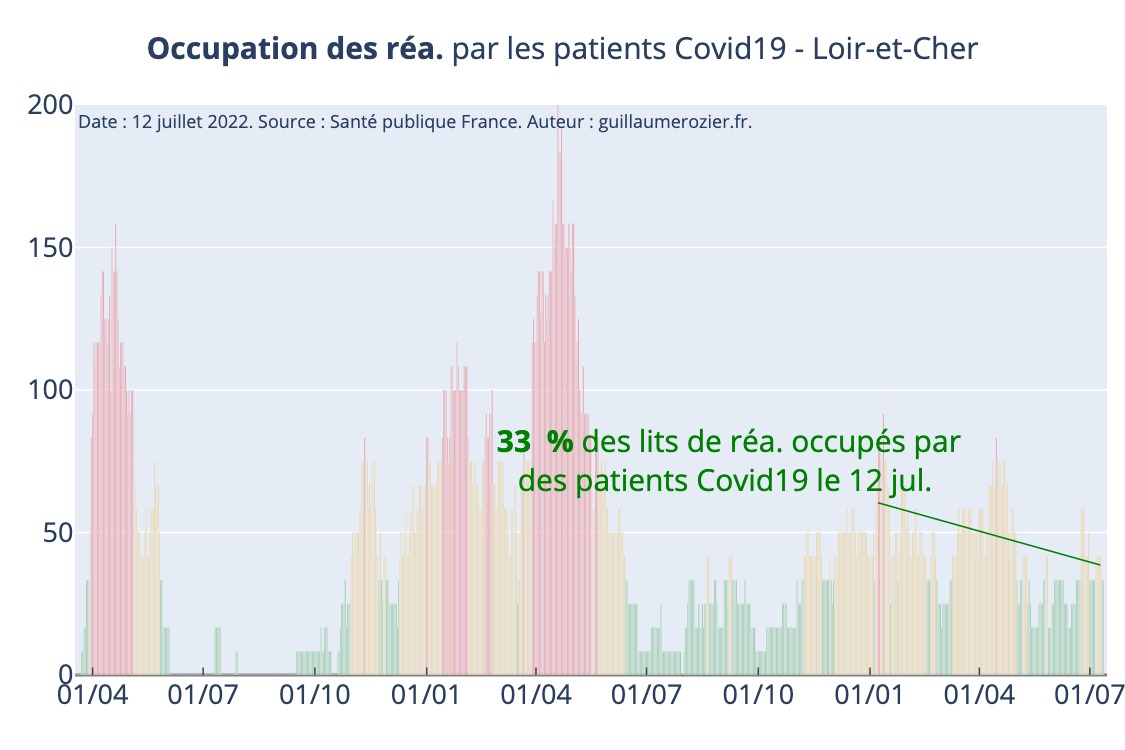 Occupation des réa. par les patients Covid19 - Loir-et-Cher
200
Date : 12 juillet 2022. Source : Santé publique France. Auteur : guillaumerozier.fr.
150
100
33 % des lits de réa. occupés par
des patients Covid19 le 12 jul.
50
0
01/04 01/07 01/10 01/01 01/04 01/07 01/10 01/01 01/04 01/07